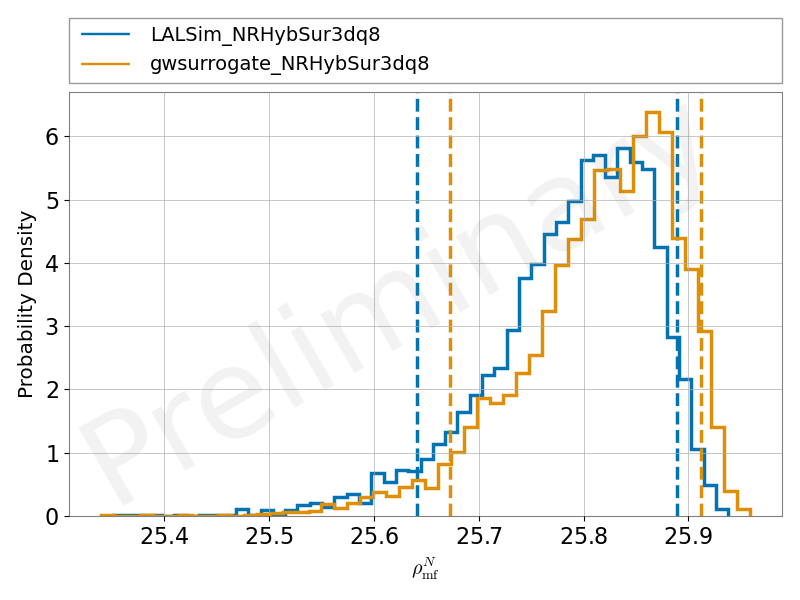 LALSim_NRHybSur3dq8
gwsurrogate_NRHybSur3dq8
Preliminary
Probability Density
6
5
4
3
2
1
0
25.4 25.5 25.6 25.7 25.8 25.9
ρ_mf^N